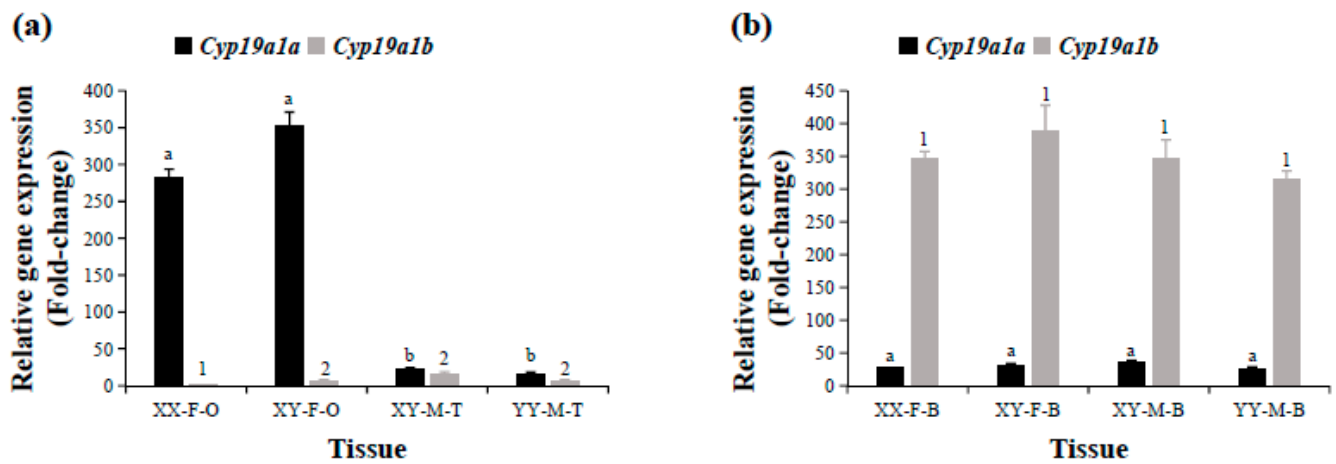 (a)
Cyp19a1a Cyp19a1b
Relative gene expression
(Fold-change)
400
350
300
250
200
150
100
50
0
a
1
a
2
b
2
b
2
XX-F-O XY-F-O XY-M-T YY-M-T
Tissue
(b)
Cyp19a1a Cyp19a1b
Relative gene expression
(Fold-change)
450
400
350
300
250
200
150
100
50
0
a
1
a
1
a
1
a
1
XX-F-B XY-F-B XY-M-B YY-M-B
Tissue